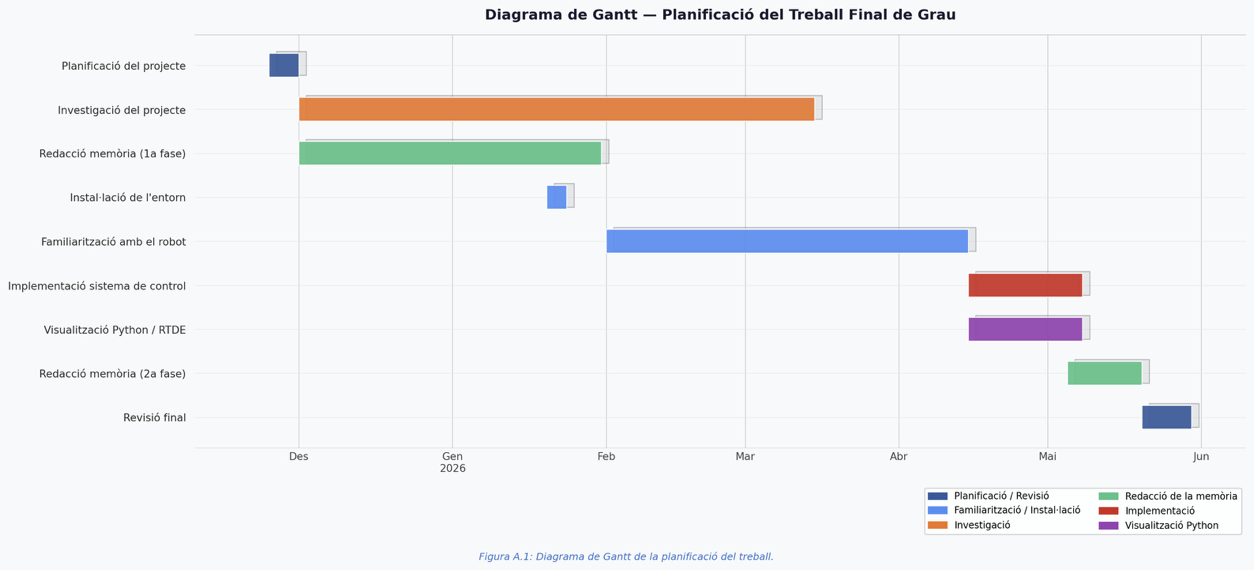 Diagrama de Gantt — Planificació del Treball Final de Grau
Planificació del projecte
Investigació del projecte
Redacció memòria (1a fase)
Instal·lació de l'entorn
Familiarització amb el robot
Implementació sistema de control
Visualització Python / RTDE
Redacció memòria (2a fase)
Revisió final
Des
Gen
2026
Feb
Mar
Abr
Mai
Jun
Planificació / Revisió
Familiarització / Instal·lació
Investigació
Redacció de la memòria
Implementació
Visualització Python
Figura A.1: Diagrama de Gantt de la planificació del treball.